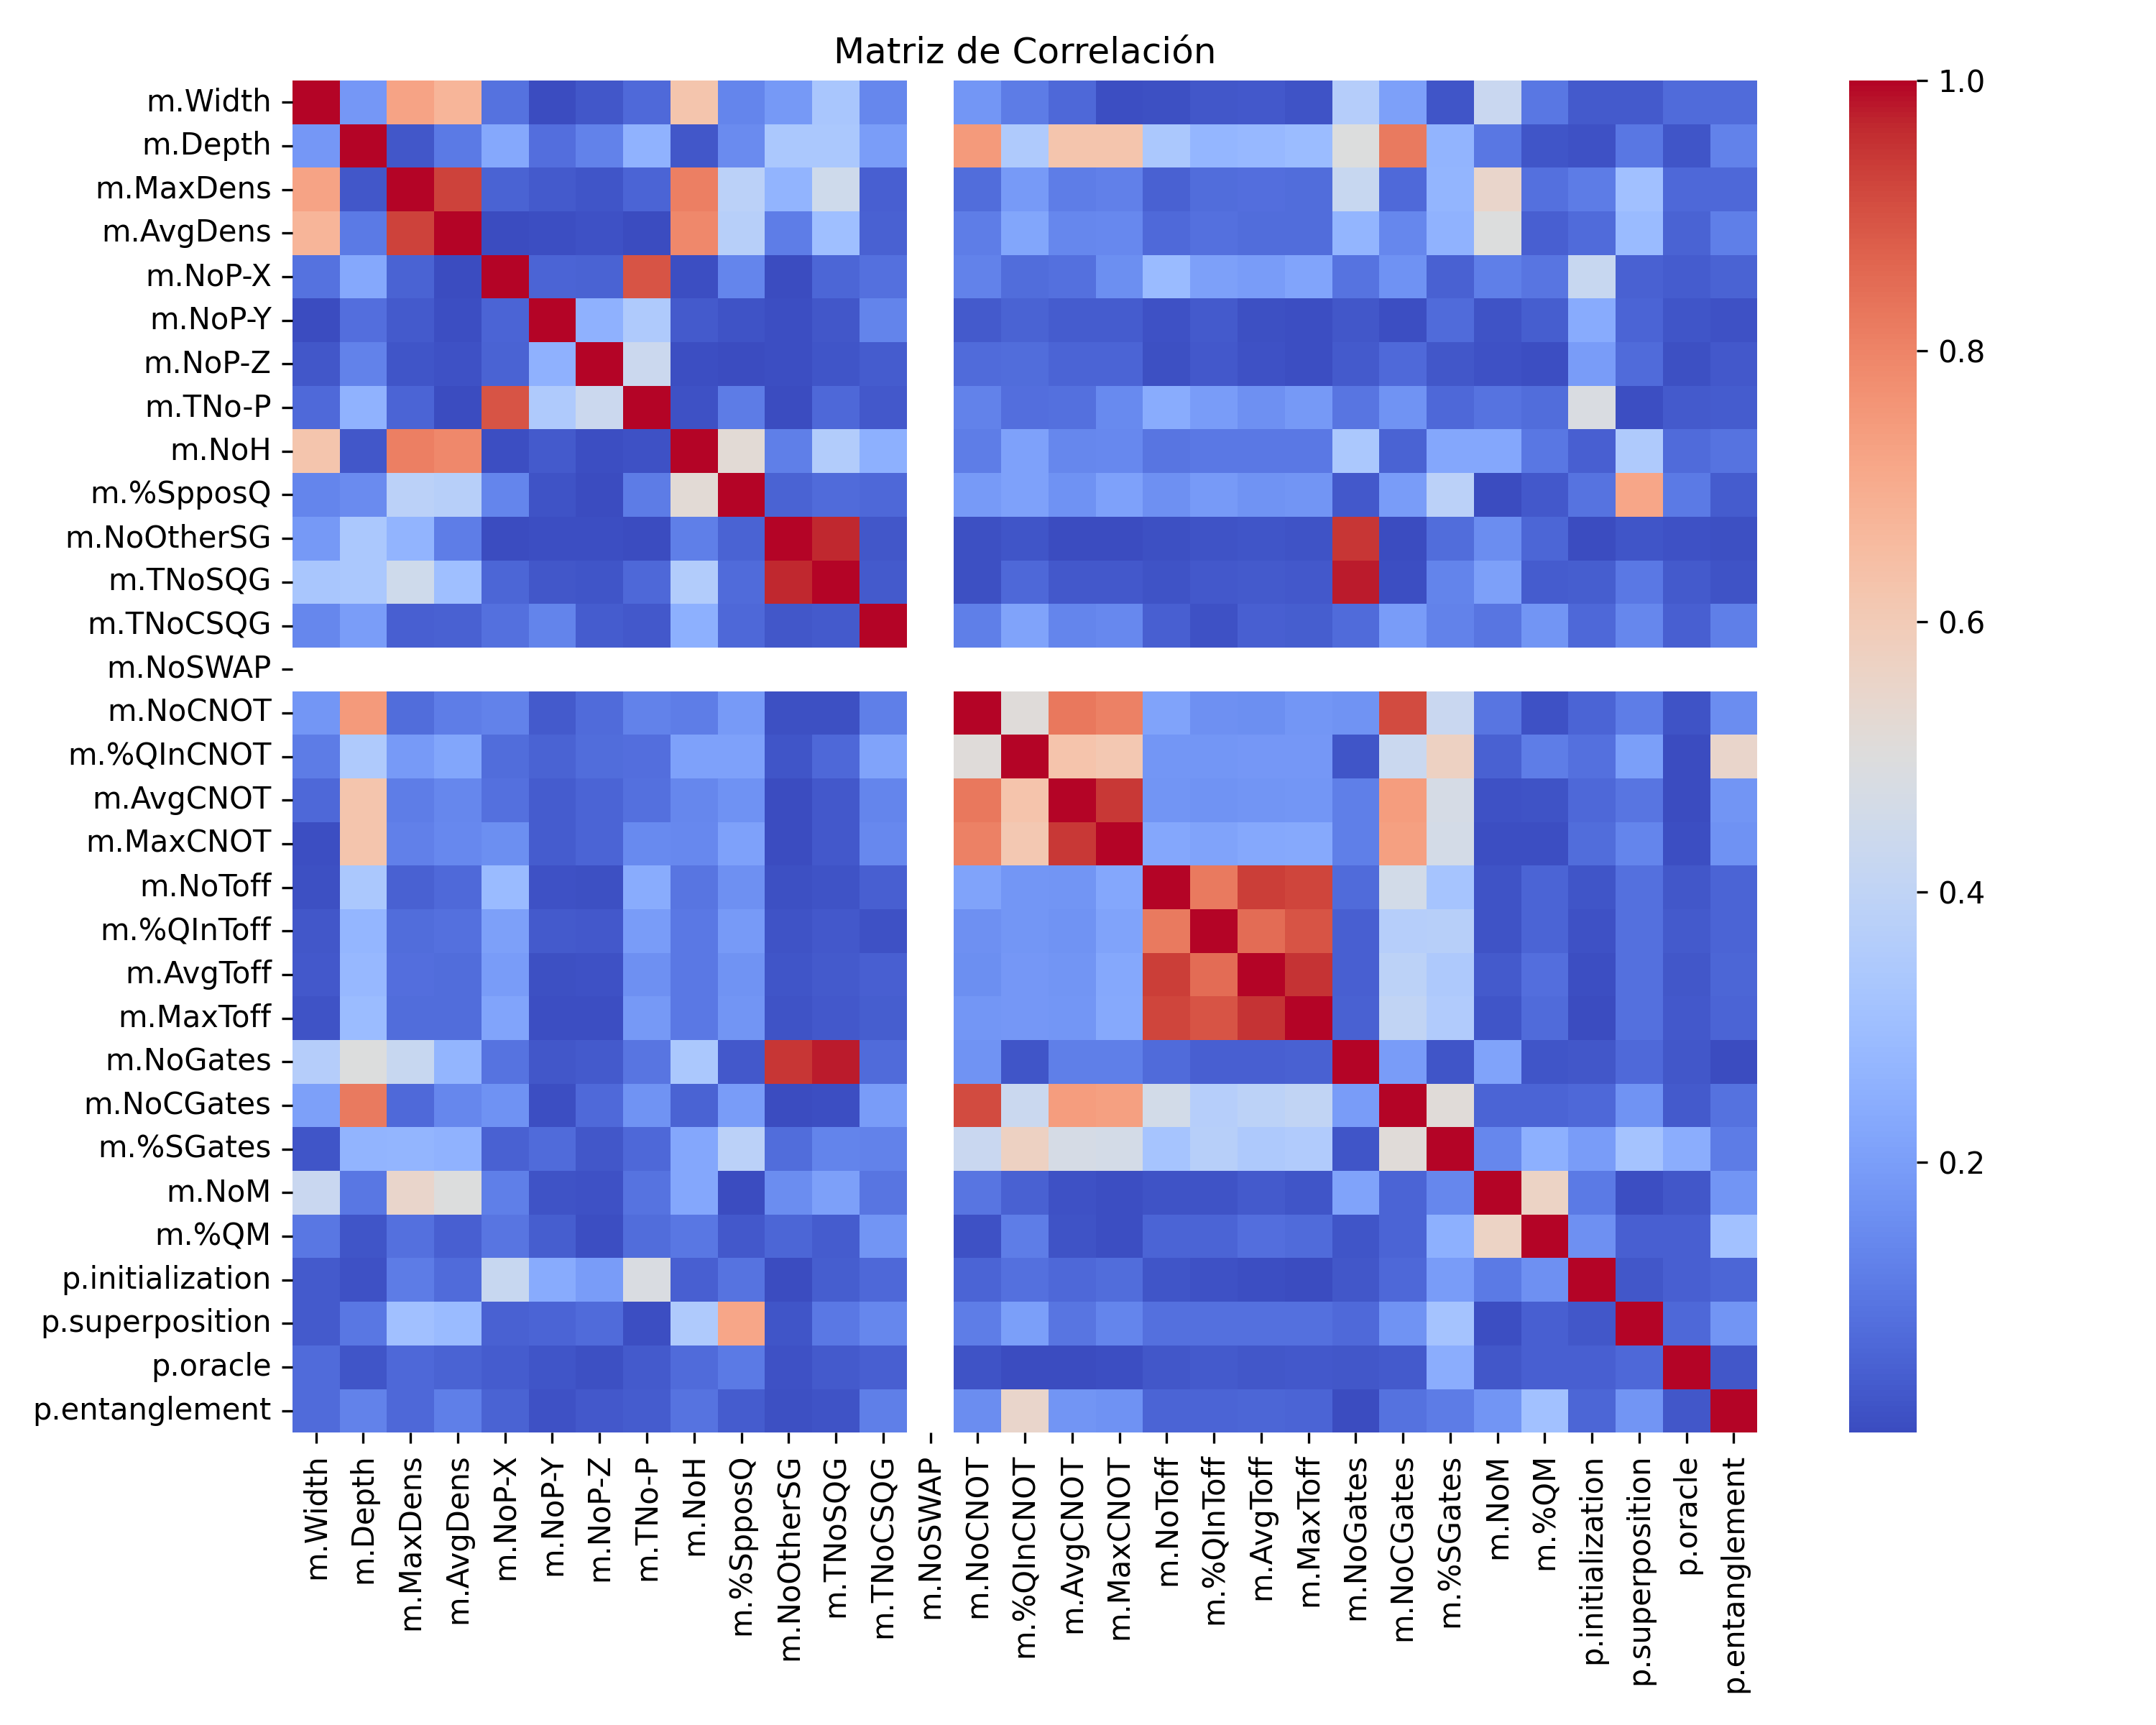 Matriz de Correlación
m.Width
m.Depth
m.MaxDens
m.AvgDens
m.NoP-X
m.NoP-Y
m.NoP-Z
m.TNo-P
m.NoH
m.%SpposQ
m.NoOtherSG
m.TNoSQG
m.TNoCSQG
m.NoSWAP
m.NoCNOT
m.%QInCNOT
m.AvgCNOT
m.MaxCNOT
m.NoToff
m.%QInToff
m.AvgToff
m.MaxToff
m.NoGates
m.NoCGates
m.%SGates
m.NoM
m.%QM
p.initialization
p.superposition
p.oracle
p.entanglement
m.Width
m.Depth
m.MaxDens
m.AvgDens
m.NoP-X
m.NoP-Y
m.NoP-Z
m.TNo-P
m.NoH
m.%SpposQ
m.NoOtherSG
m.TNoSQG
m.TNoCSQG
m.NoSWAP
m.NoCNOT
m.%QInCNOT
m.AvgCNOT
m.MaxCNOT
m.NoToff
m.%QInToff
m.AvgToff
m.MaxToff
m.NoGates
m.NoCGates
m.%SGates
m.NoM
m.%QM
p.initialization
p.superposition
p.oracle
p.entanglement
1.0
0.8
0.6
0.4
0.2